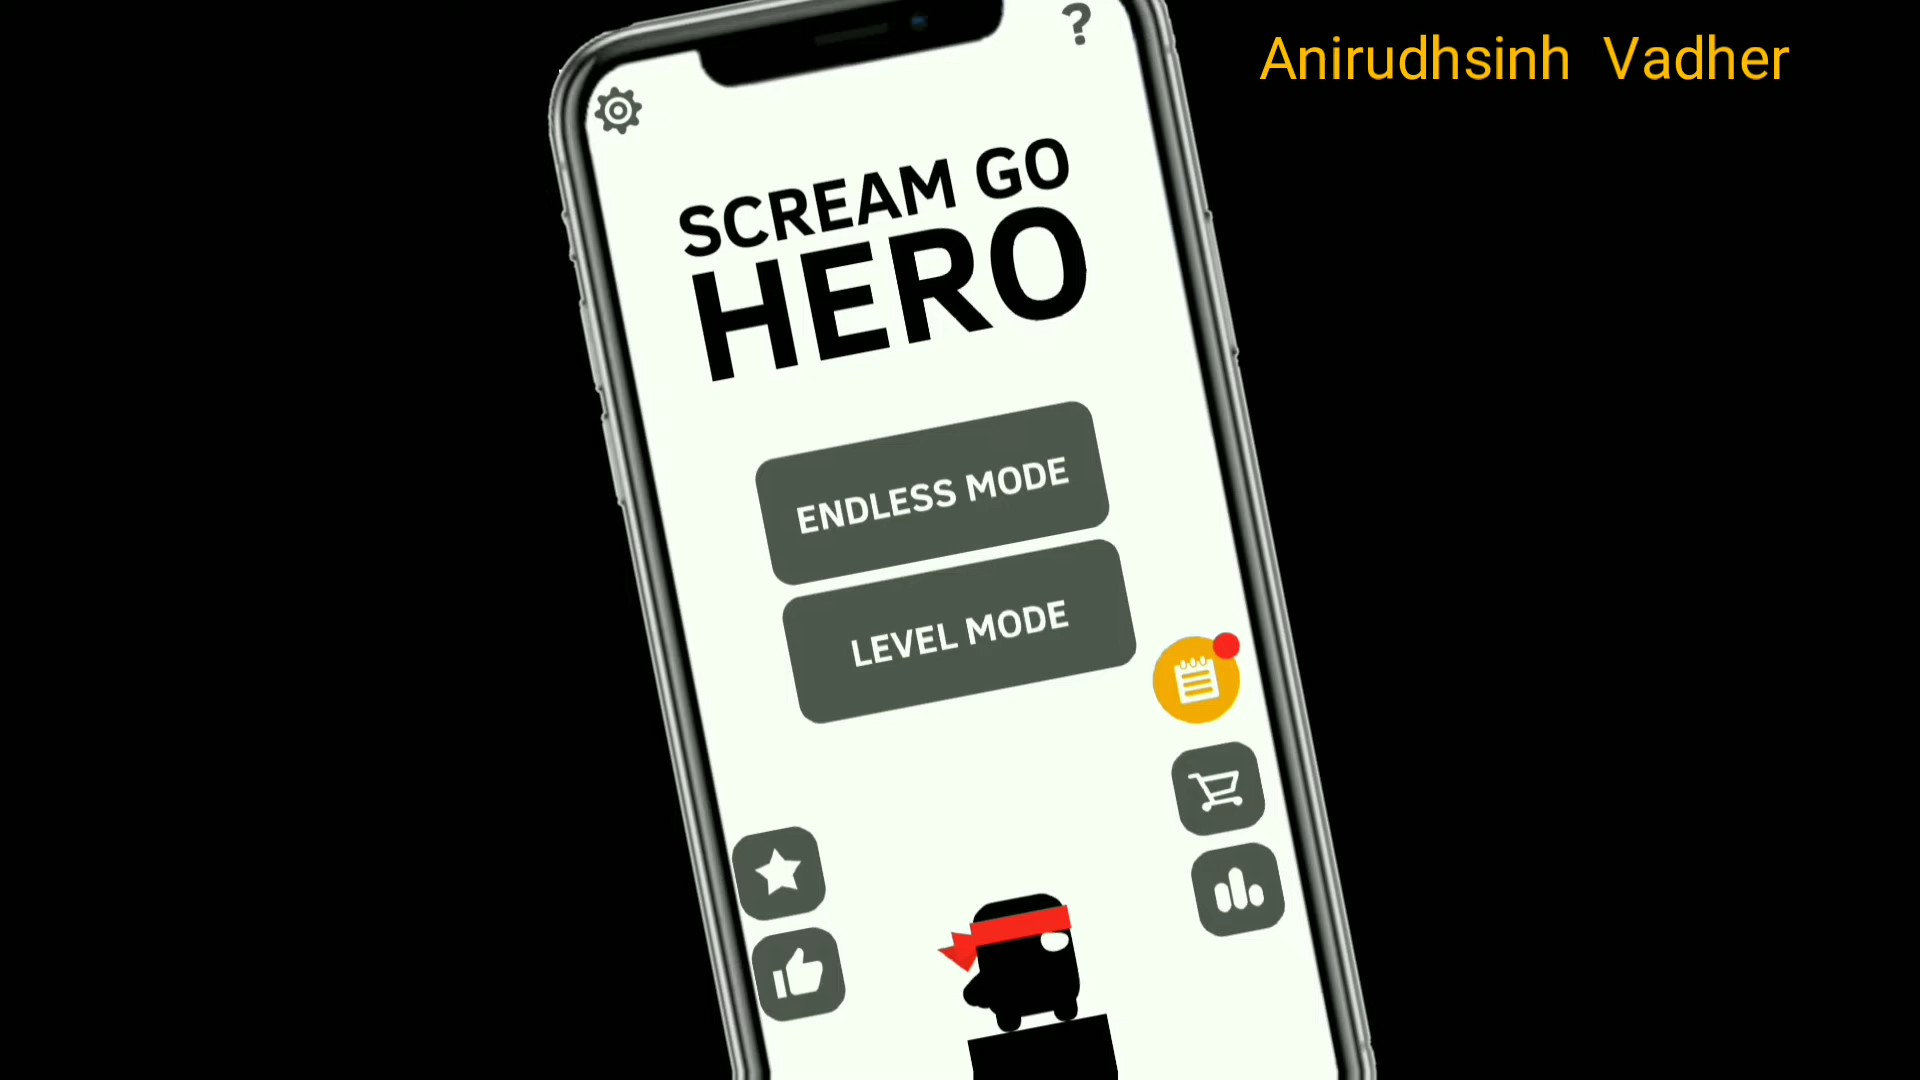 Anirudhsinh Vadher
?
SCREAM GO
HERO
ENDLESS MODE
LEVEL MODE